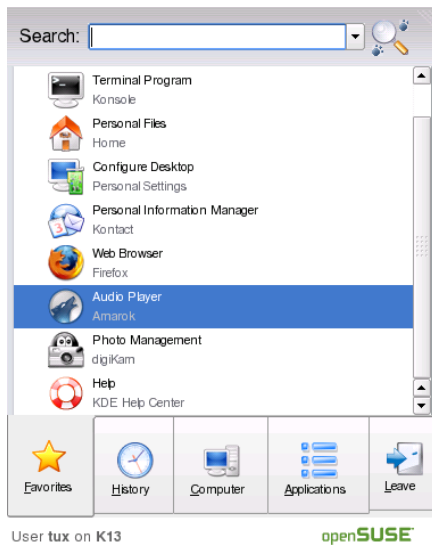 Search:
Terminal Program
Konsole
Personal Files
Home
Configure Desktop
Personal Settings
Personal Information Manager
Kontact
Web Browser
Firefox
Audio Player
Amarok
Photo Management
digiKam
Help
KDE Help Center
Favorites History Computer Applications Leave
User tux on K13 openSUSE